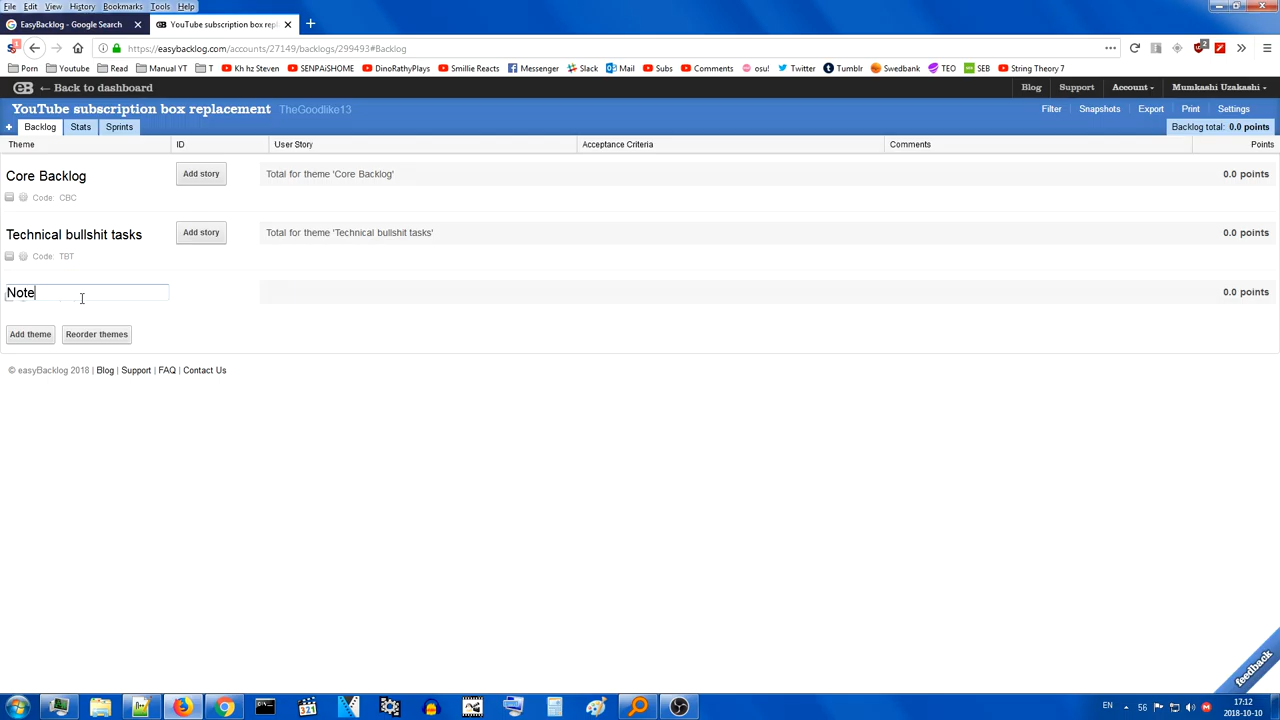 File Edit View History Bookmarks Tools Help
EasyBacklog - Google Search
YouTube subscription box repl
https://easybacklog.com/accounts/27149/backlogs/299493#Backlog
Porn Youtube Read Manual YT T Kh hz Steven SENPAiSHOME DinoRathyPlays Smillie Reacts Messenger Slack Mail Subs Comments osu! Twitter Tumblr Swedbank TEO SEB String Theory 7
← Back to dashboard Blog Support Account Mumkashi Uzakashi
YouTube subscription box replacement TheGoodlike13 Filter Snapshots Export Print Settings
+ Backlog Stats Sprints Backlog total: 0.0 points
Theme ID User Story Acceptance Criteria Comments Points
Core Backlog Add story Total for theme 'Core Backlog' 0.0 points
Code: CBC
Technical bullshit tasks Add story Total for theme 'Technical bullshit tasks' 0.0 points
Code: TBT
Note 0.0 points
Add theme Reorder themes
© easyBacklog 2018 | Blog | Support | FAQ | Contact Us
feedback
EN 56 17:12
2018-10-10